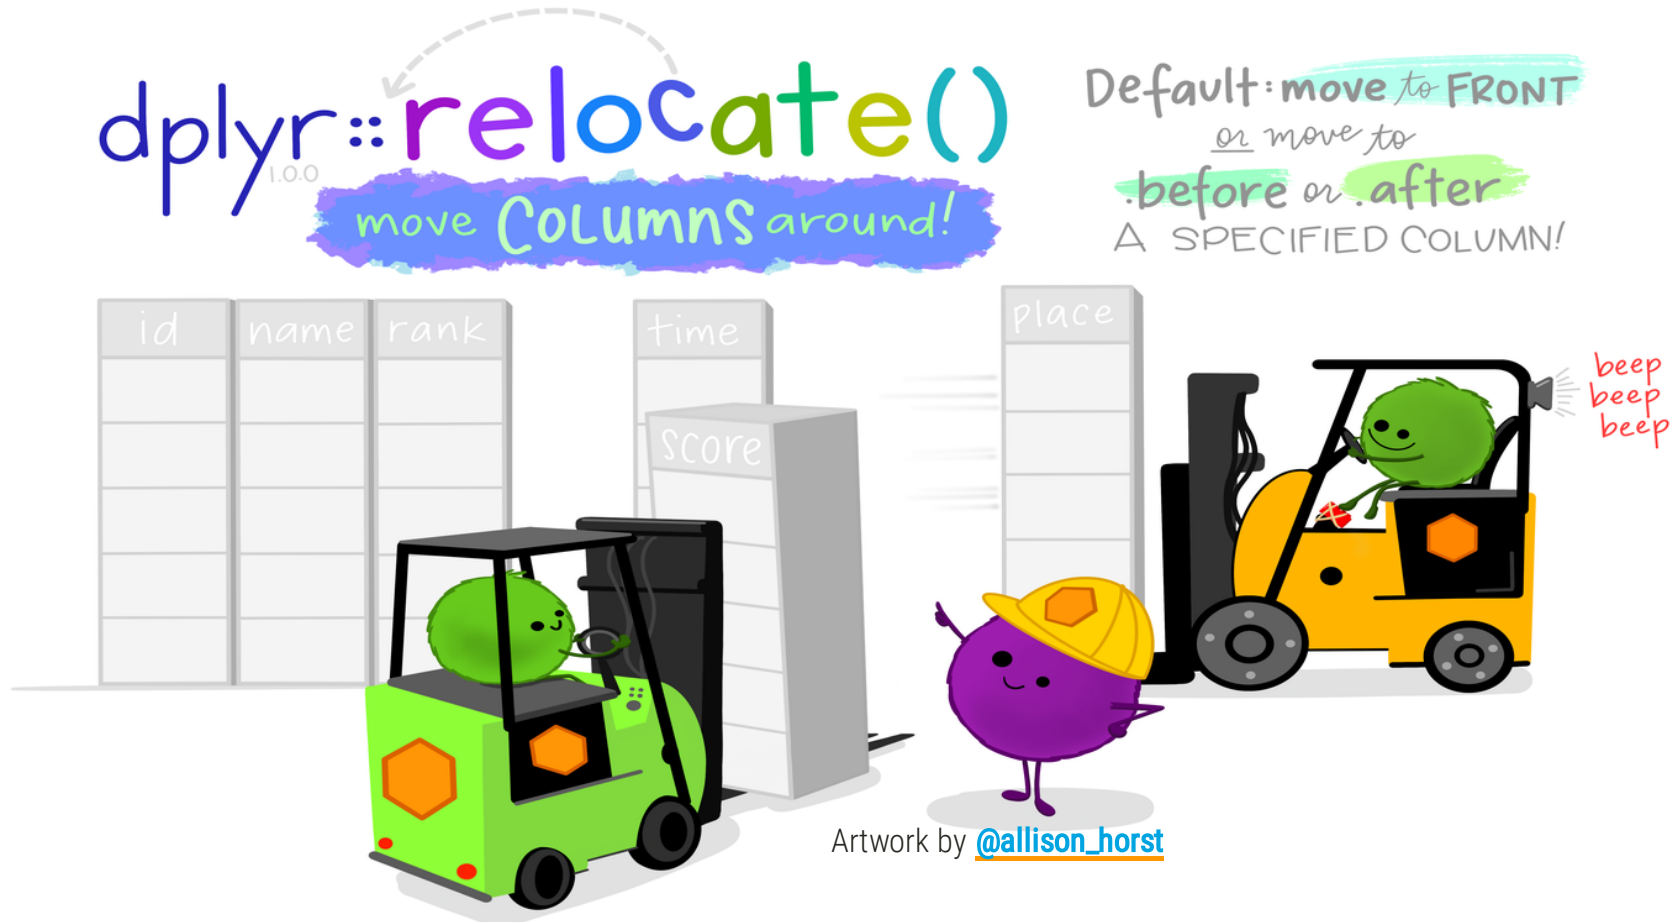 dplyr::relocate()
1.0.0
move COLUMNS around!
Default: move to FRONT
or move to
.before or .after
A SPECIFIED COLUMN!
id name rank time place
score
beep
beep
beep
Artwork by @allison_horst